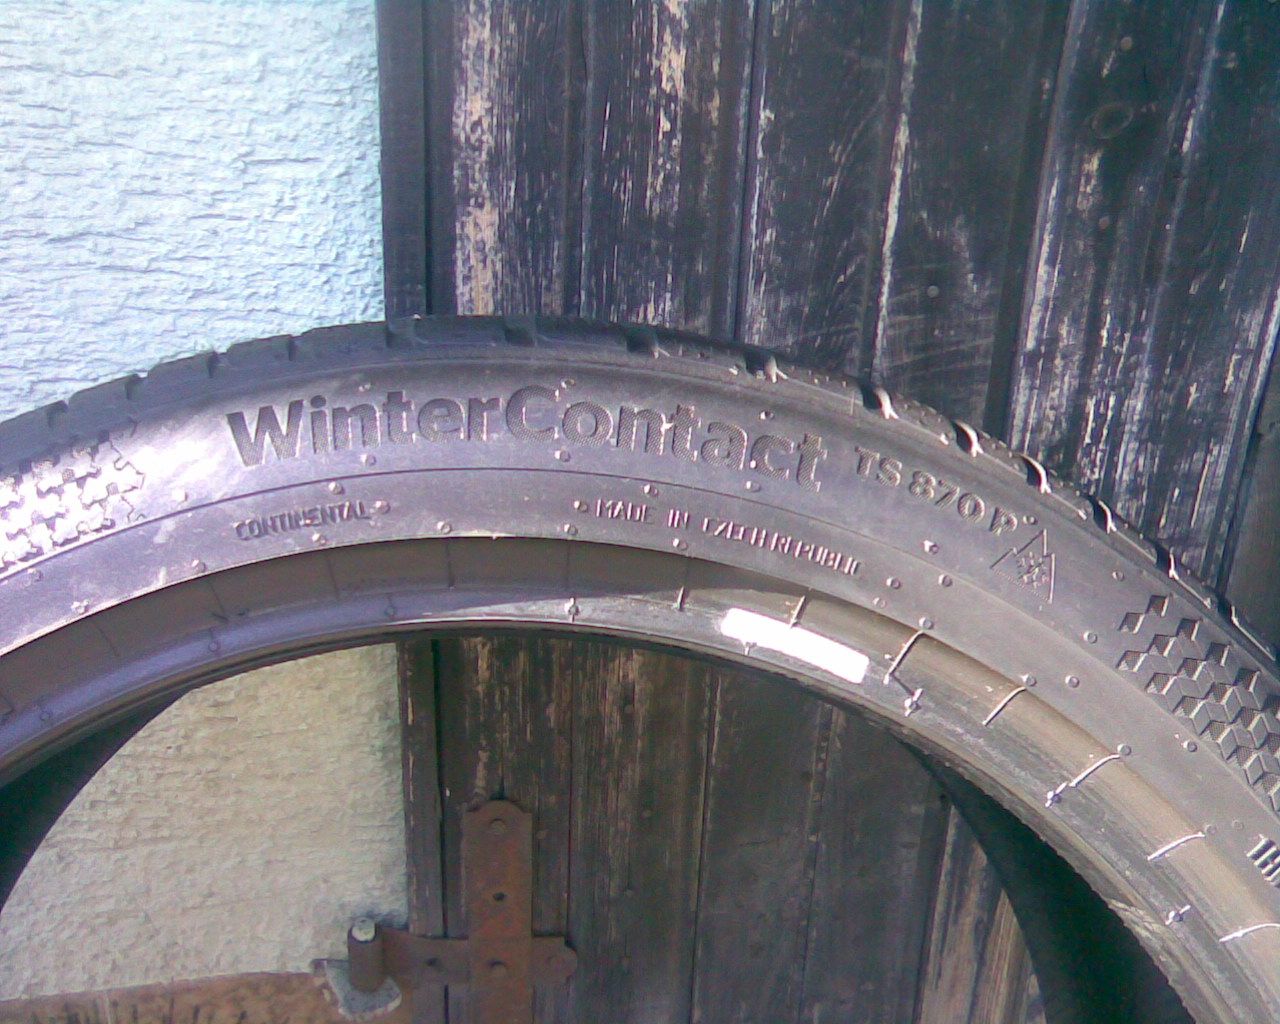 WinterContact TS 870 P
CONTINENTAL
MADE IN CZECH REPUBLIC